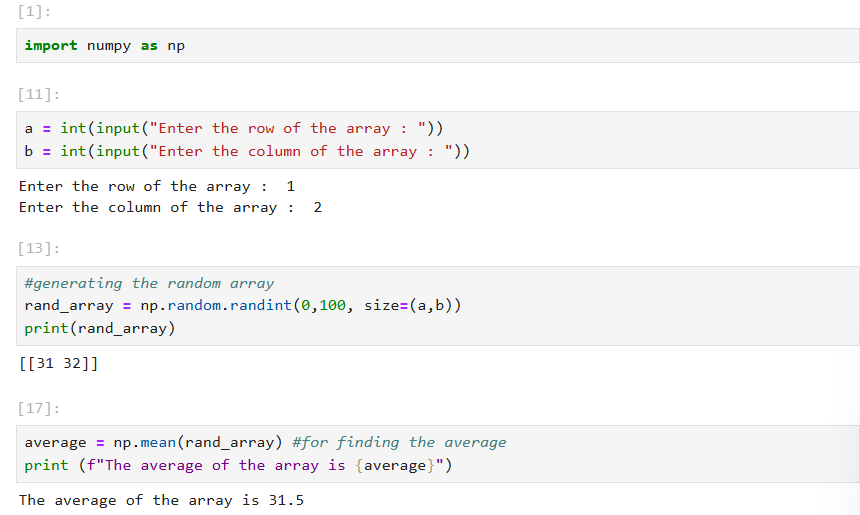 [1]:
import numpy as np
[11]:
a = int(input("Enter the row of the array : "))
b = int(input("Enter the column of the array : "))
Enter the row of the array :  1
Enter the column of the array :  2
[13]:
#generating the random array
rand_array = np.random.randint(0,100, size=(a,b))
print(rand_array)
[[31 32]]
[17]:
average = np.mean(rand_array) #for finding the average
print (f"The average of the array is {average}")
The average of the array is 31.5